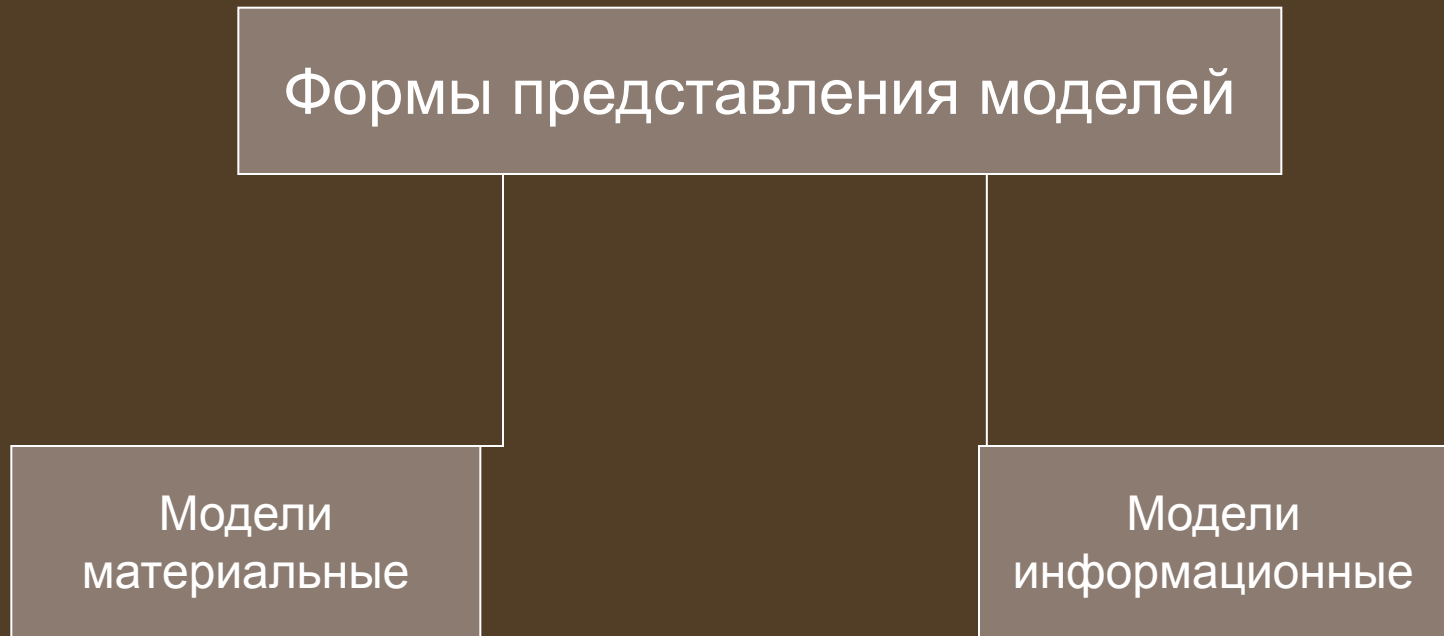 Формы представления моделей
Модели
материальные
Модели
информационные